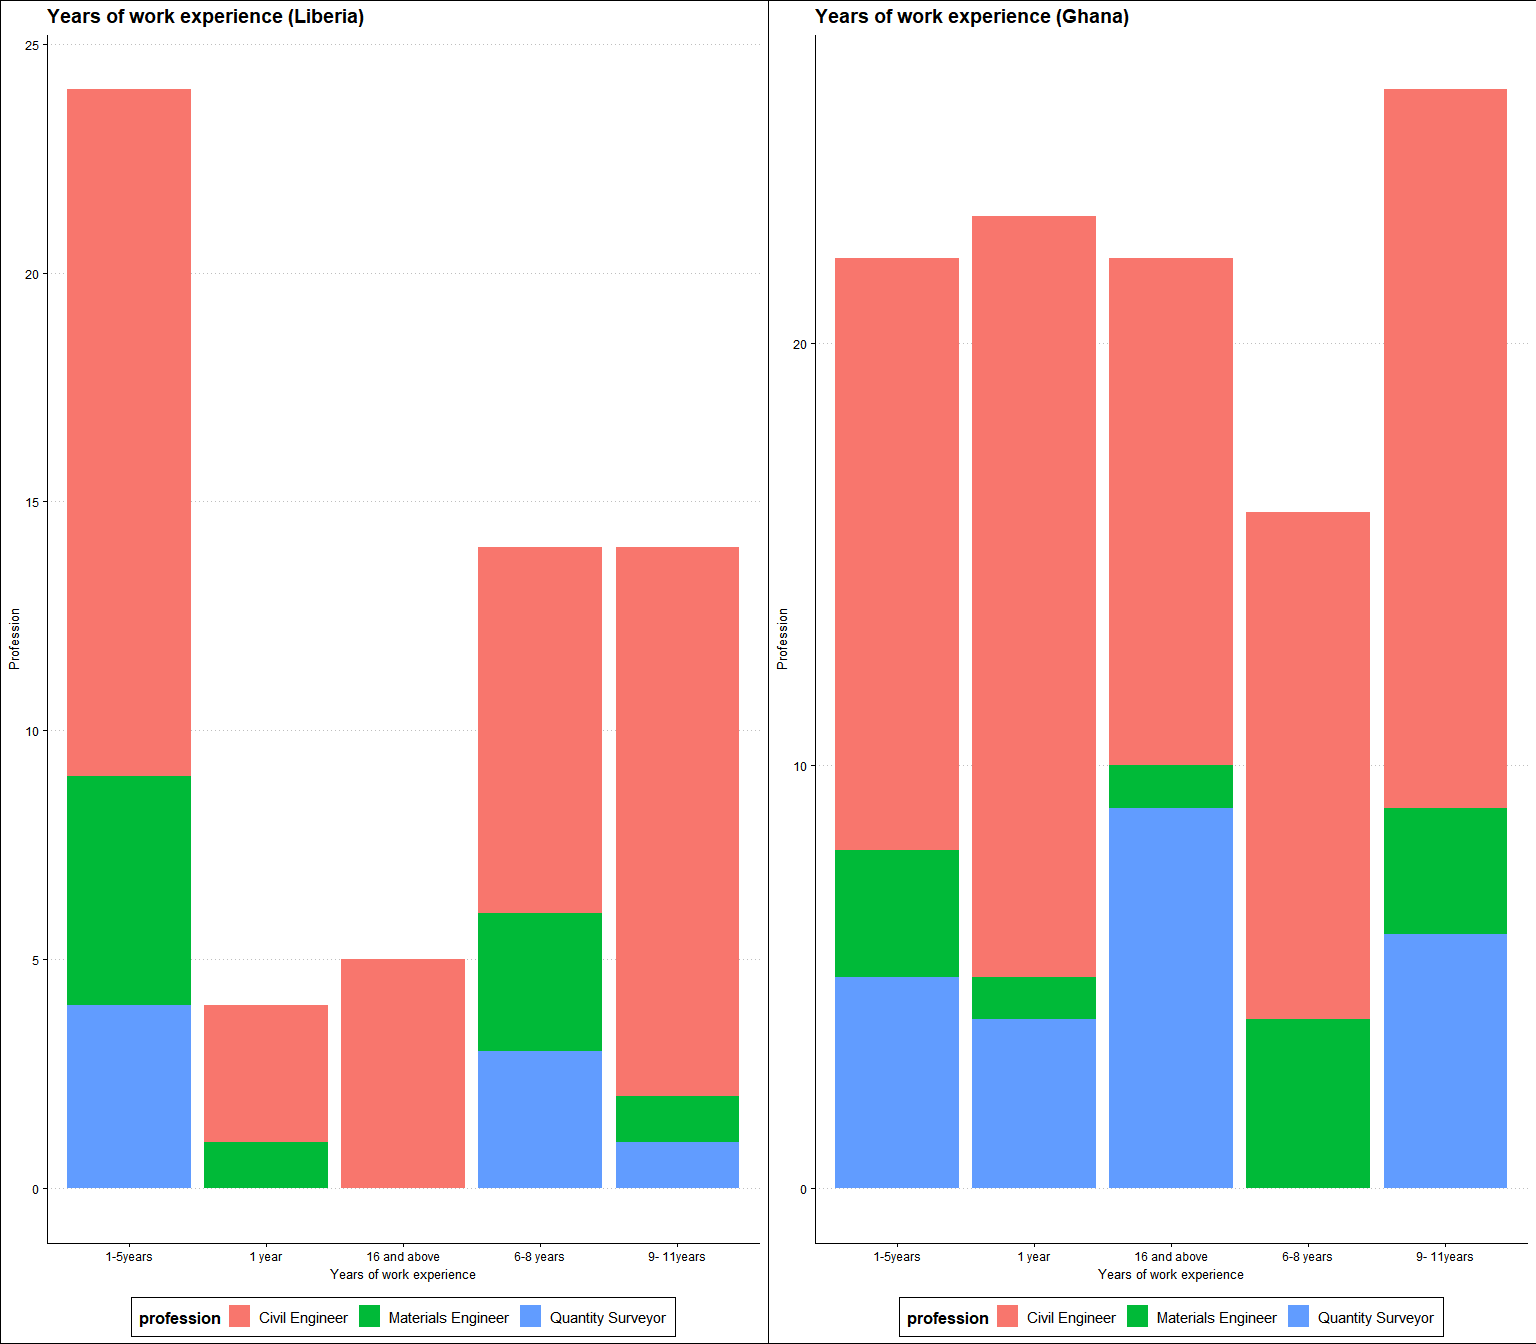 Years of work experience (Liberia)
25
20
15
10
5
0
Profession
1-5years
1 year
16 and above
6-8 years
9- 11years
Years of work experience
profession Civil Engineer Materials Engineer Quantity Surveyor
Years of work experience (Ghana)
20
10
0
Profession
1-5years
1 year
16 and above
6-8 years
9- 11years
Years of work experience
profession Civil Engineer Materials Engineer Quantity Surveyor